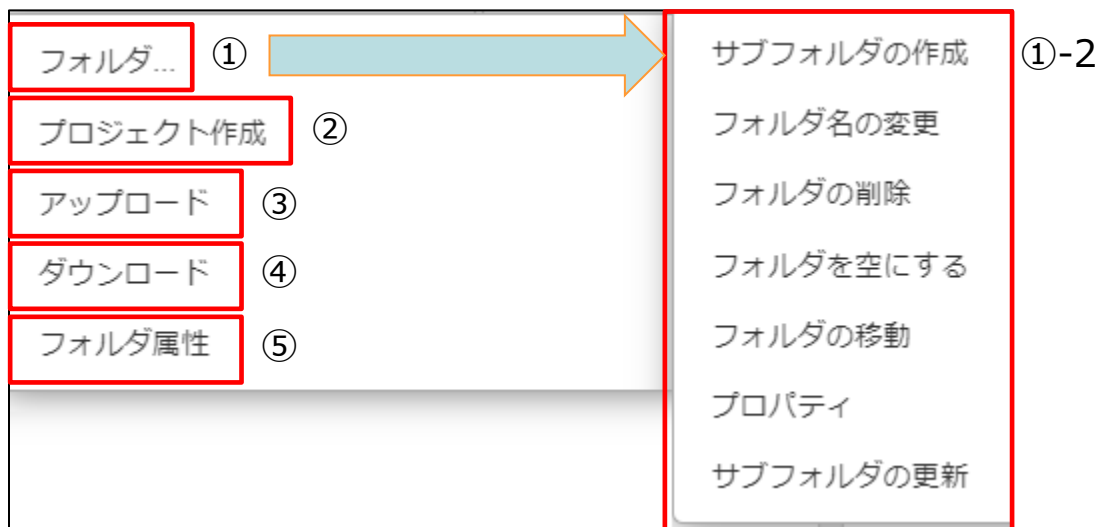 フォルダ... ①
プロジェクト作成 ②
アップロード ③
ダウンロード ④
フォルダ属性 ⑤
サブフォルダの作成 ①-2
フォルダ名の変更
フォルダの削除
フォルダを空にする
フォルダの移動
プロパティ
サブフォルダの更新